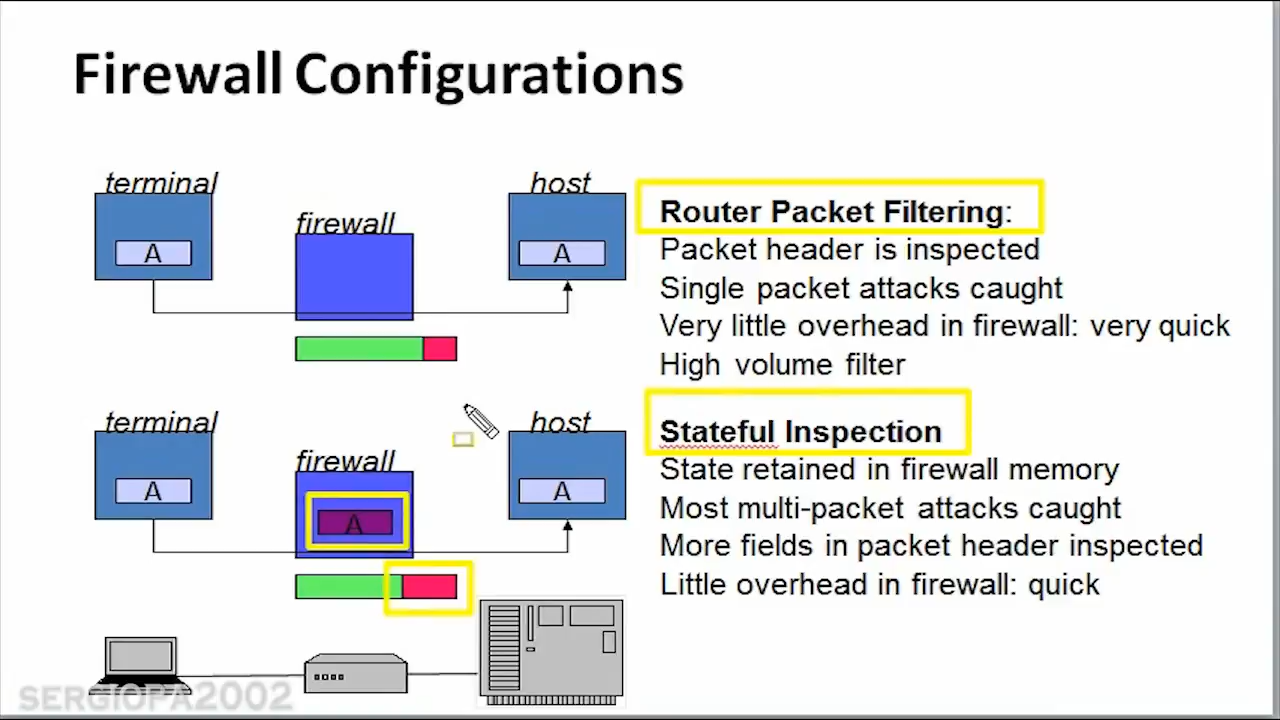 Firewall Configurations
terminal
host
firewall
A
A
Router Packet Filtering:
Packet header is inspected
Single packet attacks caught
Very little overhead in firewall: very quick
High volume filter
terminal
host
firewall
A
A
A
Stateful Inspection
State retained in firewall memory
Most multi-packet attacks caught
More fields in packet header inspected
Little overhead in firewall: quick
SERGIOPA2002